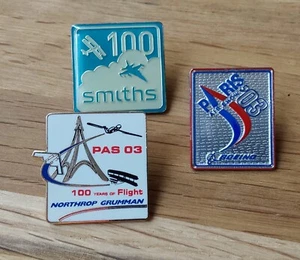 100
smiths
PAS 03
100 YEARS OF Flight
NORTHROP GRUMMAN
PARIS
03
BOEING